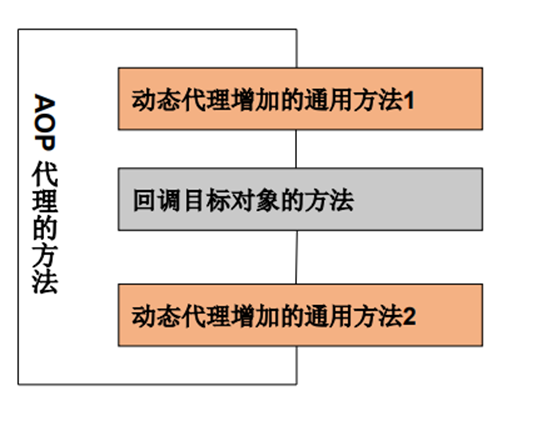 AOP 代理的方法
动态代理增加的通用方法1
回调目标对象的方法
动态代理增加的通用方法2